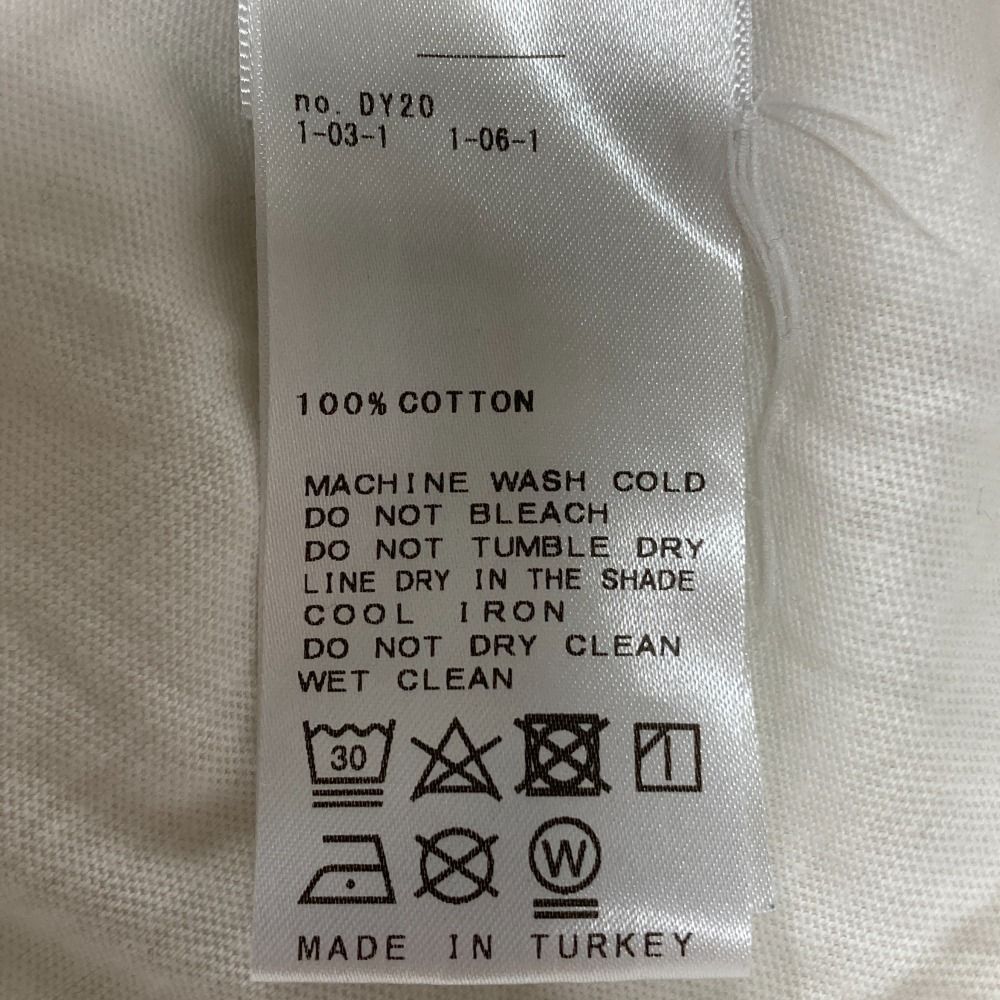 no. DY20
1-03-1 1-06-1
100% COTTON
MACHINE WASH COLD
DO NOT BLEACH
DO NOT TUMBLE DRY
LINE DRY IN THE SHADE
COOL IRON
DO NOT DRY CLEAN
WET CLEAN
30
W
MADE IN TURKEY